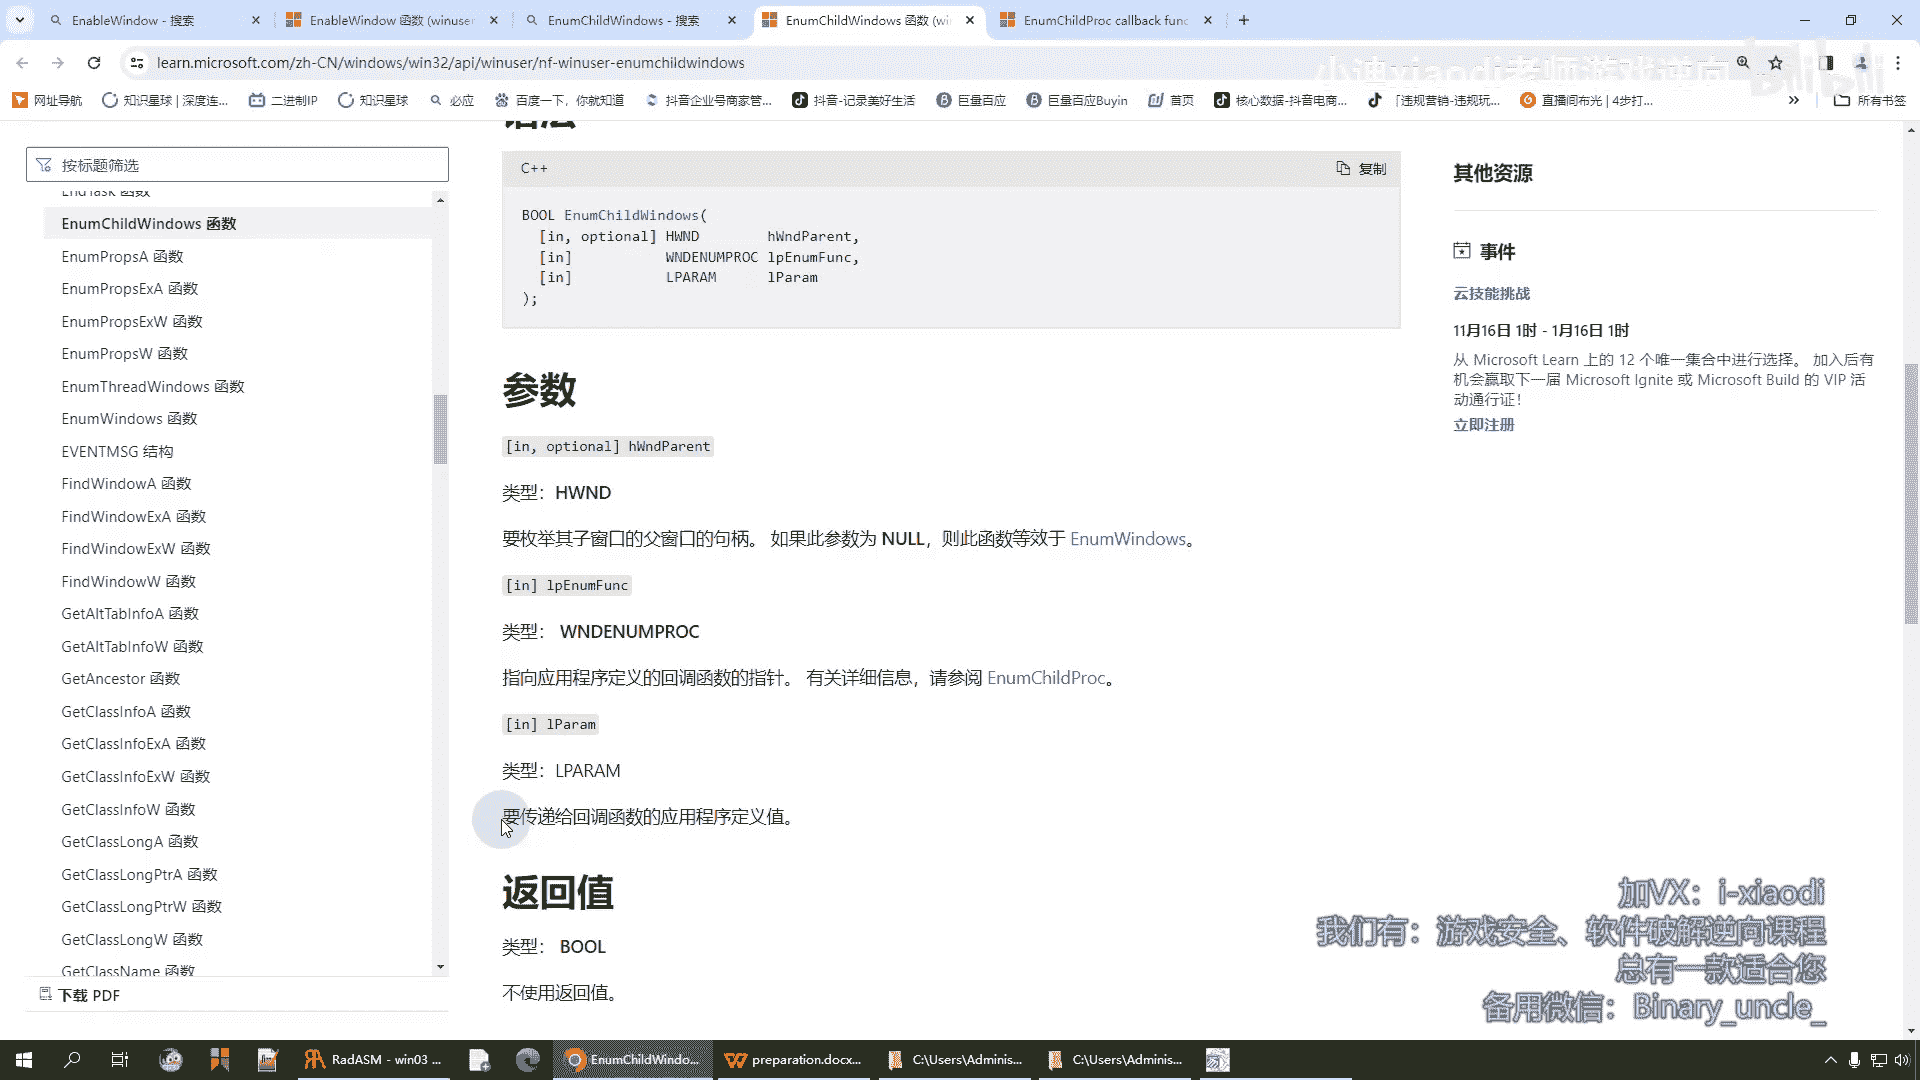 EnableWindow - 搜索
EnableWindow 函数 (winuser
EnumChildWindows - 搜索
EnumChildWindows 函数 (wi
EnumChildProc callback func
learn.microsoft.com/zh-CN/windows/win32/api/winuser/nf-winuser-enumchildwindows
小迪xiaodi老师游戏逆向
bilibili
网址导航
知识星球 | 深度连...
二进制IP
知识星球
必应
百度一下，你就知道
抖音企业号商家管...
抖音-记录美好生活
巨量百应
巨量百应Buyin
首页
核心数据-抖音电商...
「违规营销-违规玩...
直播间布光 | 4步打...
所有书签
按标题筛选
EndTask 函数
EnumChildWindows 函数
EnumPropsA 函数
EnumPropsExA 函数
EnumPropsExW 函数
EnumPropsW 函数
EnumThreadWindows 函数
EnumWindows 函数
EVENTMSG 结构
FindWindowA 函数
FindWindowExA 函数
FindWindowExW 函数
FindWindowW 函数
GetAltTabInfoA 函数
GetAltTabInfoW 函数
GetAncestor 函数
GetClassInfoA 函数
GetClassInfoExA 函数
GetClassInfoExW 函数
GetClassInfoW 函数
GetClassLongA 函数
GetClassLongPtrA 函数
GetClassLongPtrW 函数
GetClassLongW 函数
GetClassName 函数
下载 PDF
语法
C++
复制
BOOL EnumChildWindows(
[in, optional] HWND hWndParent,
[in] WNDENUMPROC lpEnumFunc,
[in] LPARAM lParam
);
参数
[in, optional] hWndParent
类型：HWND
要枚举其子窗口的父窗口的句柄。 如果此参数为 NULL，则此函数等效于 EnumWindows。
[in] lpEnumFunc
类型： WNDENUMPROC
指向应用程序定义的回调函数的指针。 有关详细信息，请参阅 EnumChildProc。
[in] lParam
类型：LPARAM
要传递给回调函数的应用程序定义值。
返回值
类型： BOOL
不使用返回值。
其他资源
事件
云技能挑战
11月16日 1时 - 1月16日 1时
从 Microsoft Learn 上的 12 个唯一集合中进行选择。 加入后有
机会赢取下一届 Microsoft Ignite 或 Microsoft Build 的 VIP 活
动通行证！
立即注册
加VX：i-xiaodi
我们有：游戏安全、软件破解逆向课程
总有一款适合您
备用微信：Binary_uncle_
RadASM - win03 ...
EnumChildWindo...
preparation.docx...
C:\Users\Adminis...
C:\Users\Adminis...